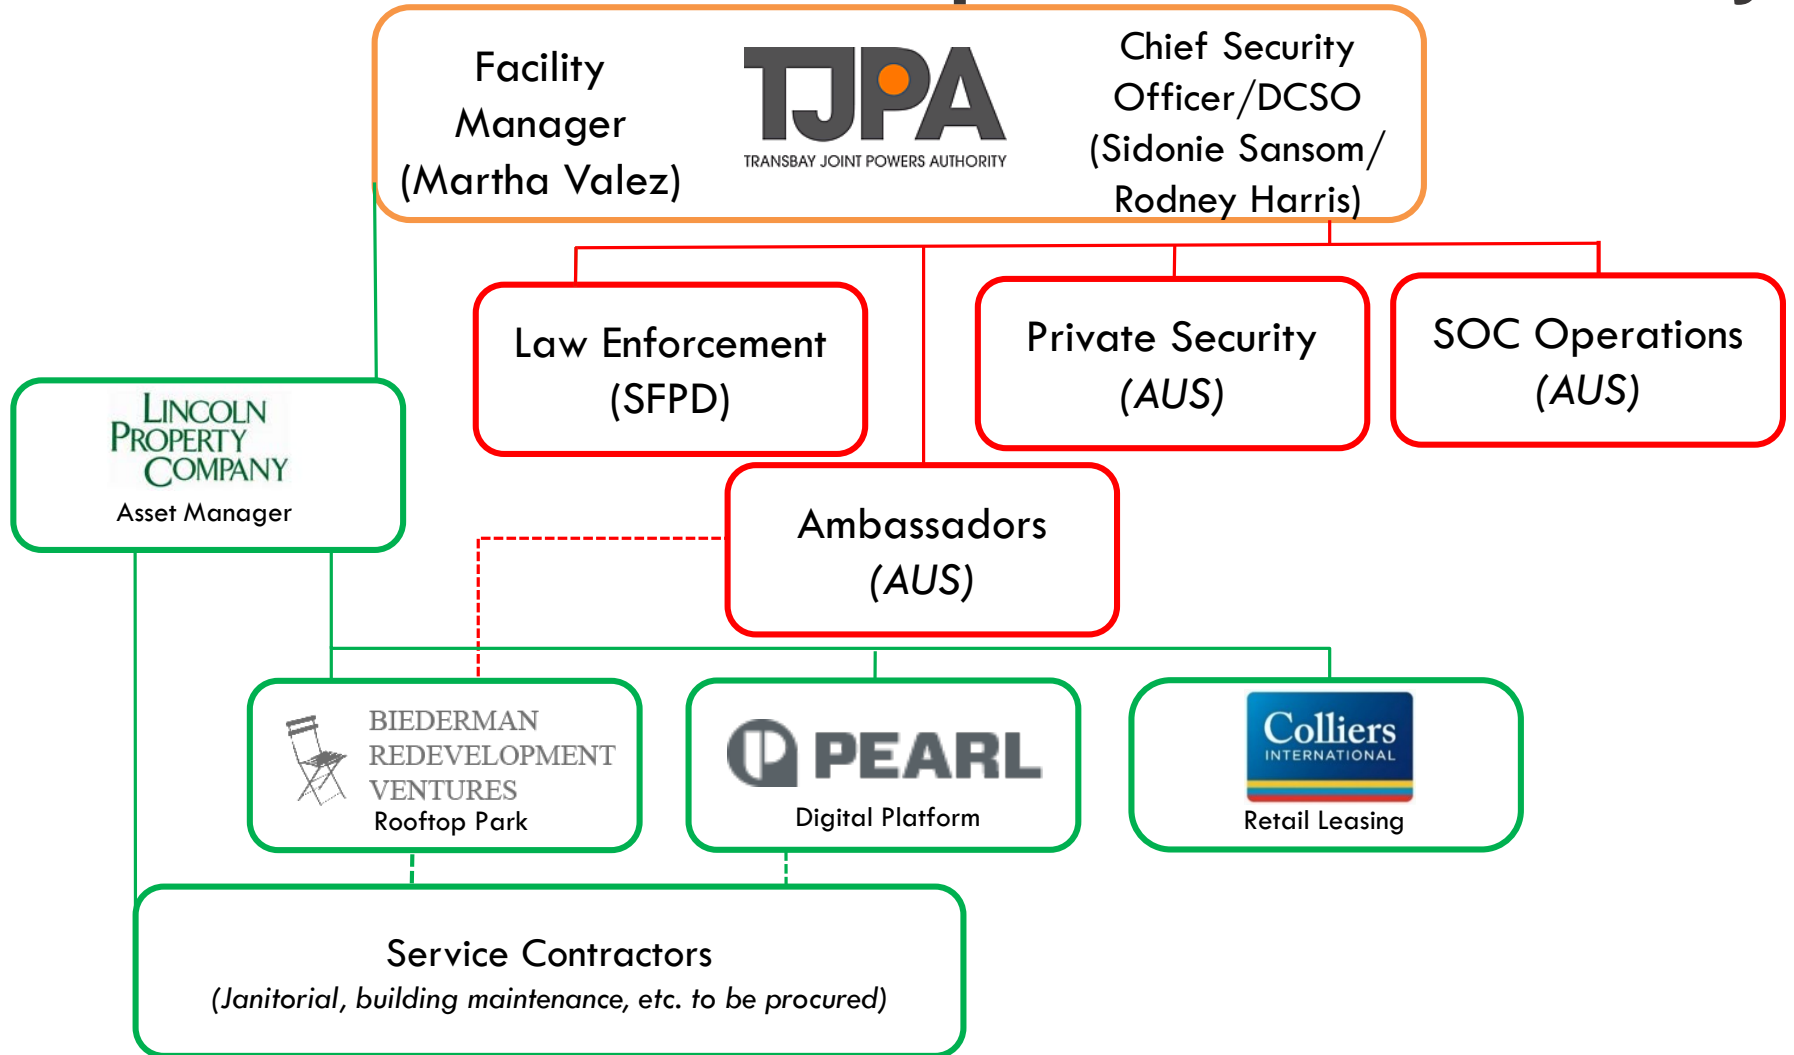 Facility
Manager
(Martha Valez)
TJPA
TRANSBAY JOINT POWERS AUTHORITY
Chief Security
Officer/DCSO
(Sidonie Sansom/
Rodney Harris)
Law Enforcement
(SFPD)
Private Security
(AUS)
SOC Operations
(AUS)
LINCOLN
PROPERTY
COMPANY
Asset Manager
Ambassadors
(AUS)
BIEDERMAN
REDEVELOPMENT
VENTURES
Rooftop Park
PEARL
Digital Platform
Colliers
INTERNATIONAL
Retail Leasing
Service Contractors
(Janitorial, building maintenance, etc. to be procured)